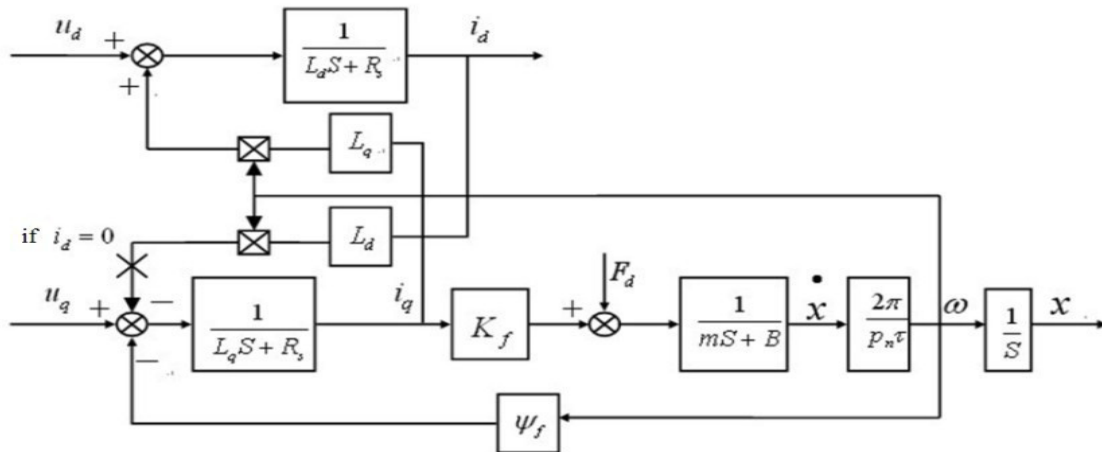 u_d + i_d
1
L_d S + R_s
+
L_q
if i_d = 0
L_d
F_d
u_q + −
1
L_q S + R_s
i_q
K_f
+
1
mS + B
ẋ
2π
p_n τ
ω
1
S
x
−
ψ_f